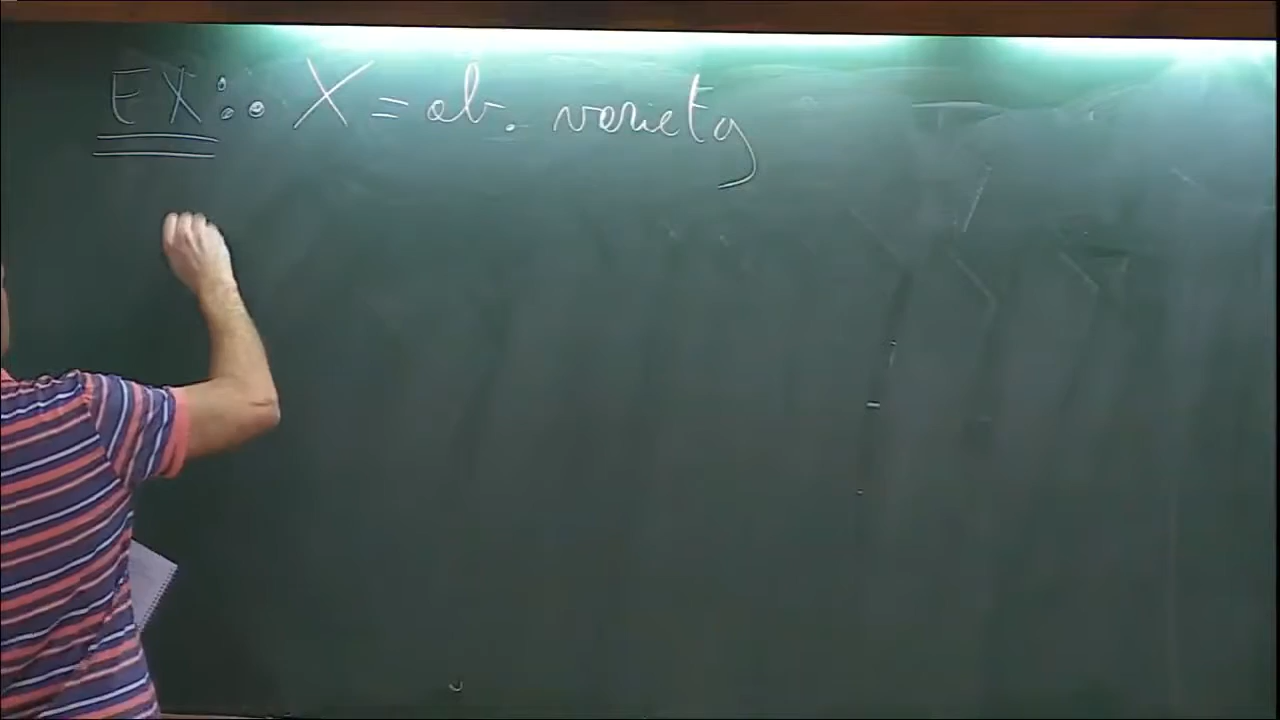 EX:. X = ab. variety